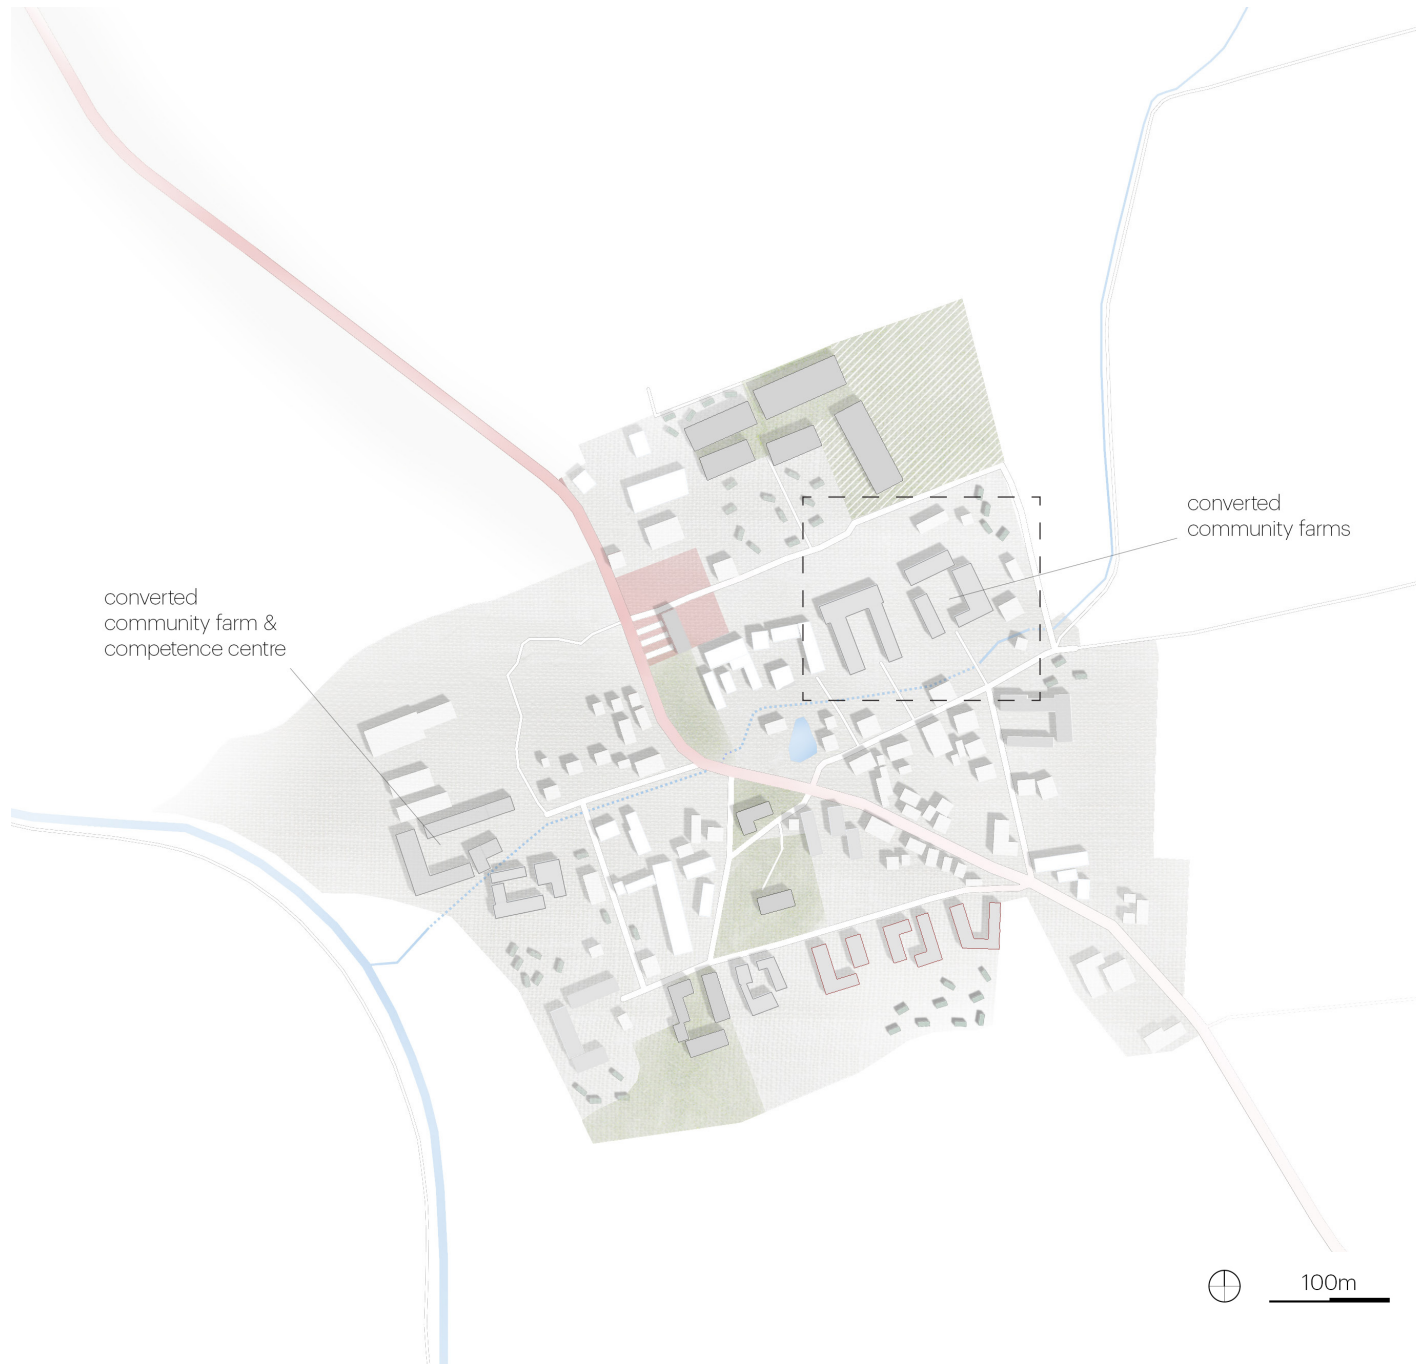 converted
community farms
converted
community farm &
competence centre
100m